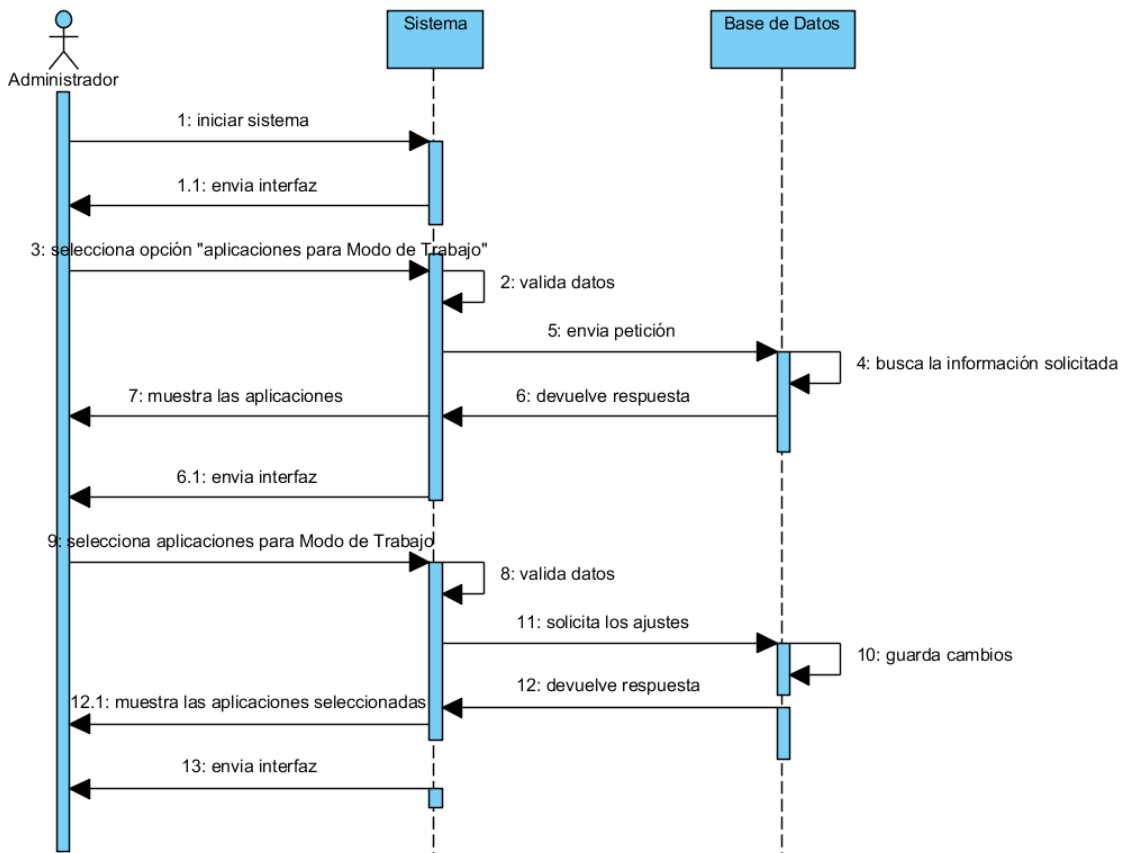 Sistema
Base de Datos
Administrador
1: iniciar sistema
1.1: envia interfaz
3: selecciona opción "aplicaciones para Modo de Trabajo"
2: valida datos
5: envia petición
4: busca la información solicitada
7: muestra las aplicaciones
6: devuelve respuesta
6.1: envia interfaz
9: selecciona aplicaciones para Modo de Trabajo
8: valida datos
11: solicita los ajustes
10: guarda cambios
12: devuelve respuesta
12.1: muestra las aplicaciones seleccionadas
13: envia interfaz